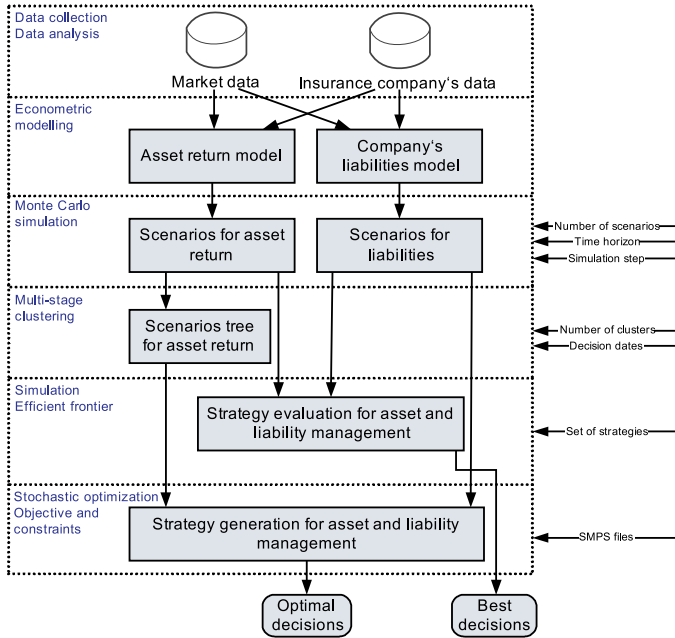 Data collection
Data analysis
Market data
Insurance company‘s data
Econometric
modelling
Asset return model
Company‘s
liabilities model
Monte Carlo
simulation
Scenarios for asset
return
Scenarios for
liabilities
Number of scenarios
Time horizon
Simulation step
Multi-stage
clustering
Scenarios tree
for asset return
Number of clusters
Decision dates
Simulation
Efficient frontier
Strategy evaluation for asset and
liability management
Set of strategies
Stochastic optimization
Objective and
constraints
Strategy generation for asset and liability
management
SMPS files
Optimal
decisions
Best
decisions